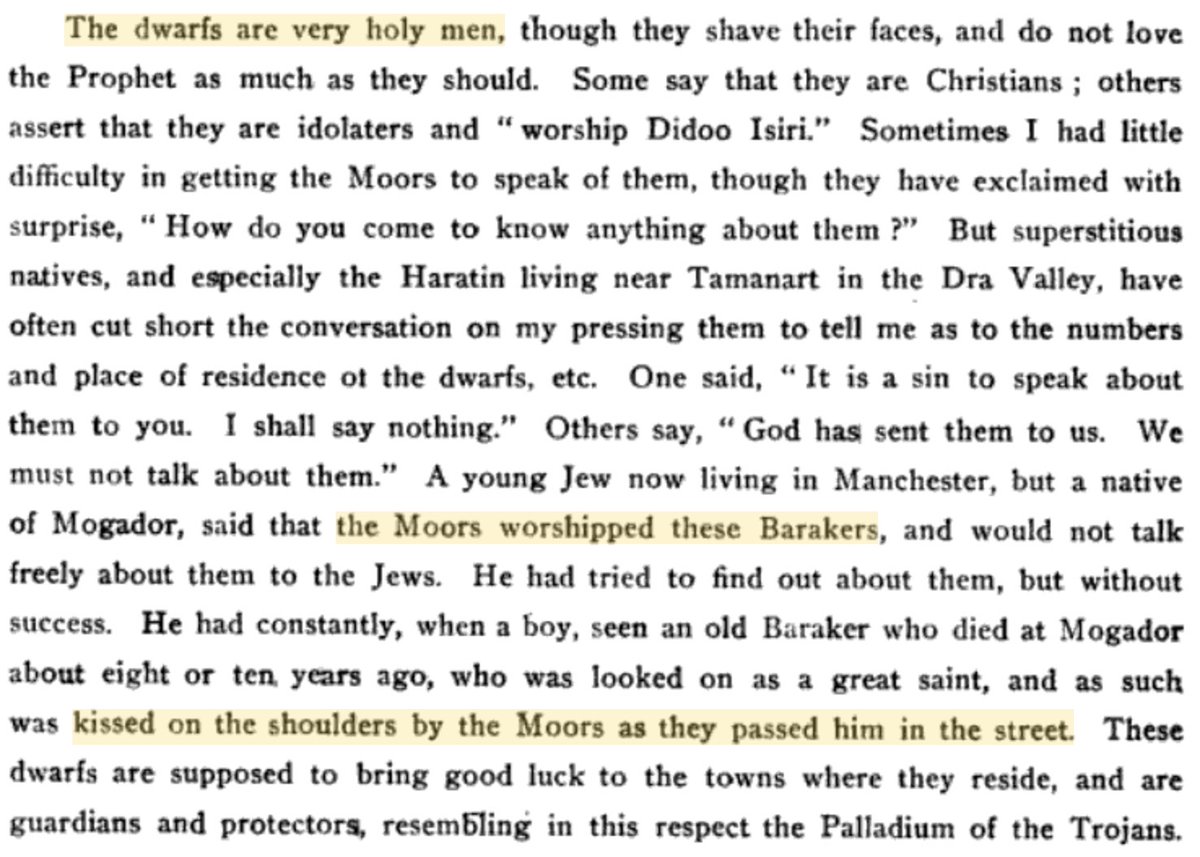 The dwarfs are very holy men, though they shave their faces, and do not love
the Prophet as much as they should. Some say that they are Christians ; others
assert that they are idolaters and “ worship Didoo Isiri.” Sometimes I had little
difficulty in getting the Moors to speak of them, though they have exclaimed with
surprise, “ How do you come to know anything about them ?” But superstitious
natives, and especially the Haratin living near Tamanart in the Dra Valley, have
often cut short the conversation on my pressing them to tell me as to the numbers
and place of residence ot the dwarfs, etc. One said, “ It is a sin to speak about
them to you. I shall say nothing.” Others say, “ God has sent them to us. We
must not talk about them.” A young Jew now living in Manchester, but a native
of Mogador, said that the Moors worshipped these Barakers, and would not talk
freely about them to the Jews. He had tried to find out about them, but without
success. He had constantly, when a boy, seen an old Baraker who died at Mogador
about eight or ten years ago, who was looked on as a great saint, and as such
was kissed on the shoulders by the Moors as they passed him in the street. These
dwarfs are supposed to bring good luck to the towns where they reside, and are
guardians and protectors, resembling in this respect the Palladium of the Trojans.